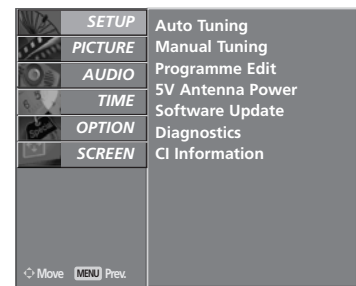 SETUP
PICTURE
AUDIO
TIME
OPTION
SCREEN
Auto Tuning
Manual Tuning
Programme Edit
5V Antenna Power
Software Update
Diagnostics
CI Information
Move MENU Prev.